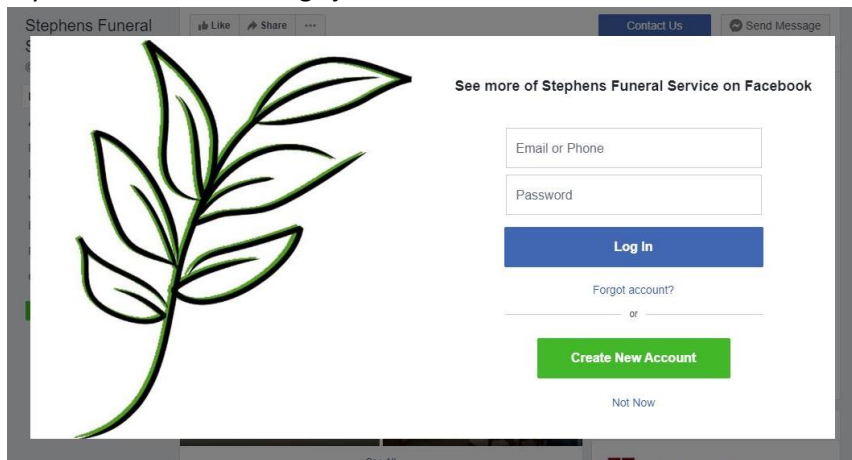 Stephens Funeral
Like Share ...
Contact Us
Send Message
See more of Stephens Funeral Service on Facebook
Email or Phone
Password
Log In
Forgot account?
or
Create New Account
Not Now